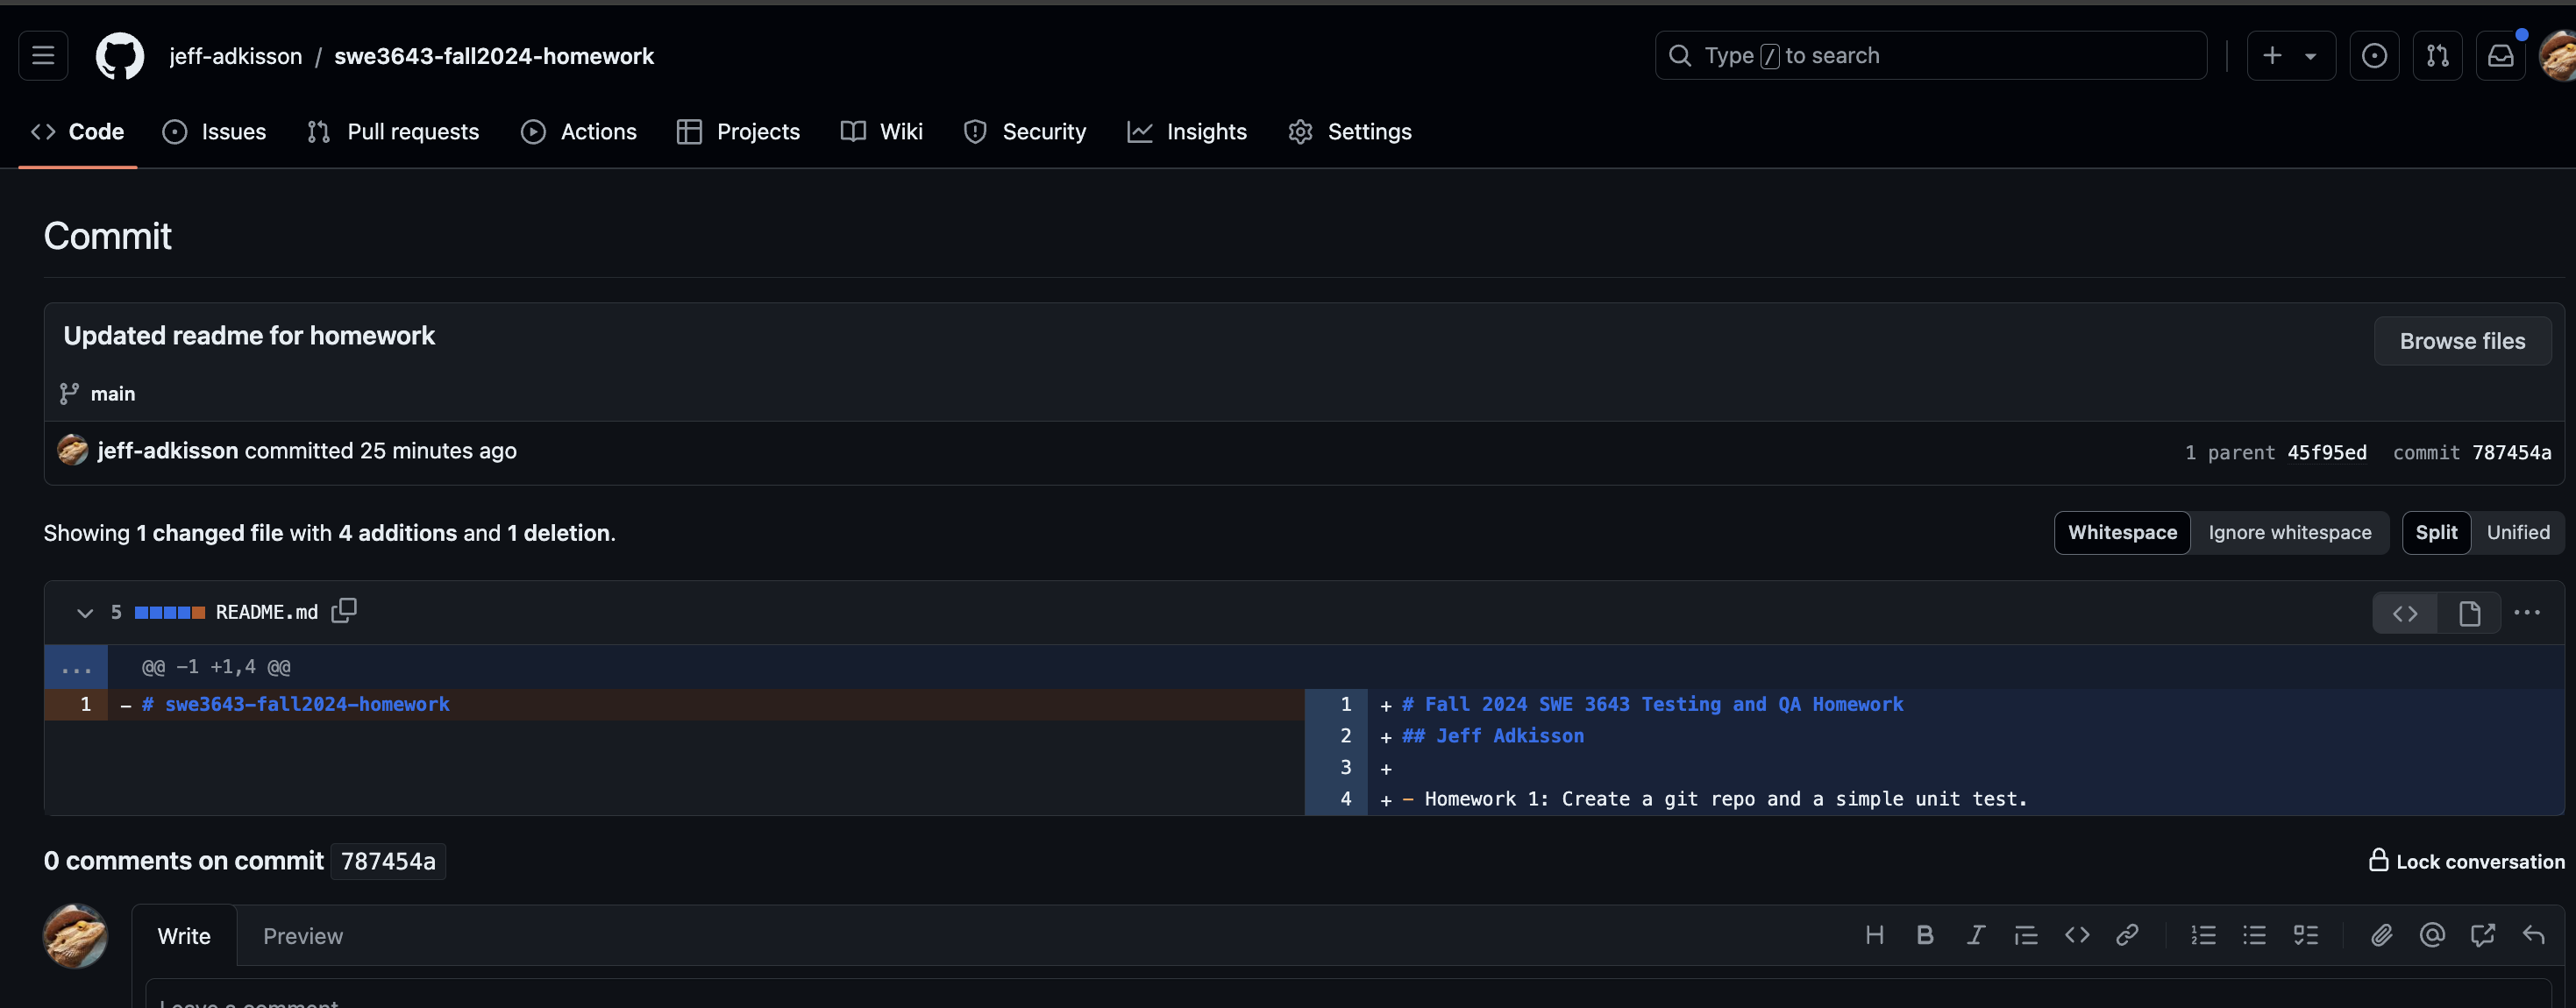 jeff-adkisson / swe3643-fall2024-homework
Type / to search
Code Issues Pull requests Actions Projects Wiki Security Insights Settings
Commit
Updated readme for homework
Browse files
main
jeff-adkisson committed 25 minutes ago
1 parent 45f95ed commit 787454a
Showing 1 changed file with 4 additions and 1 deletion.
Whitespace Ignore whitespace Split Unified
5 README.md
... @@ -1 +1,4 @@
1 - # swe3643-fall2024-homework
1 + # Fall 2024 SWE 3643 Testing and QA Homework
2 + ## Jeff Adkisson
3 +
4 + - Homework 1: Create a git repo and a simple unit test.
0 comments on commit 787454a
Lock conversation
Write Preview
Leave a comment